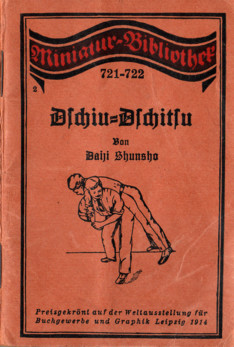 Miniatur-Bibliothek
721-722
2
Dſchiu=Dſchitſu
Von
Daiji Shunsho
Preisgekrönt auf der Weltausstellung für
Buchgewerbe und Graphik Leipzig 1914